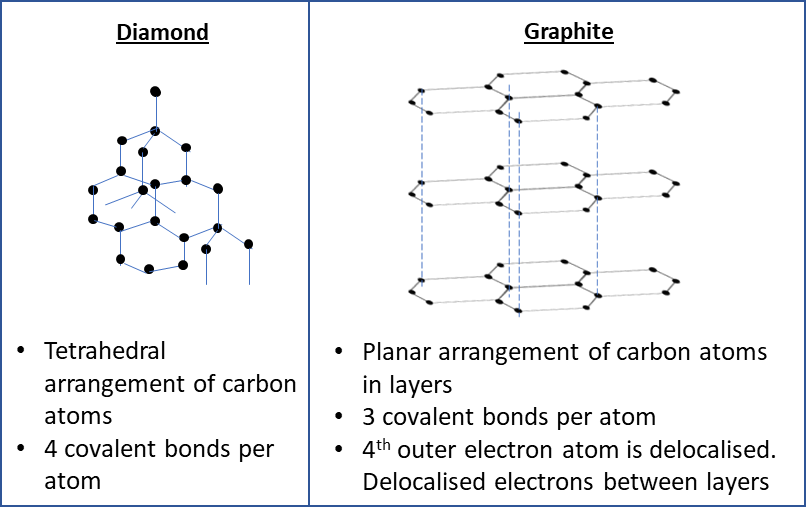 Diamond
• Tetrahedral
arrangement of carbon
atoms
• 4 covalent bonds per
atom
Graphite
• Planar arrangement of carbon atoms
in layers
• 3 covalent bonds per atom
• 4th outer electron atom is delocalised.
Delocalised electrons between layers